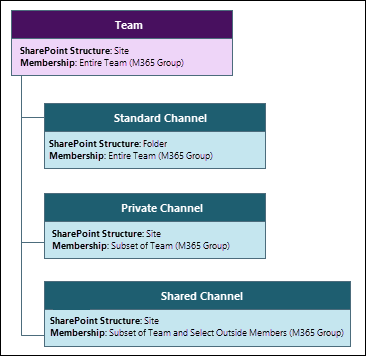 Team
SharePoint Structure: Site
Membership: Entire Team (M365 Group)
Standard Channel
SharePoint Structure: Folder
Membership: Entire Team (M365 Group)
Private Channel
SharePoint Structure: Site
Membership: Subset of Team (M365 Group)
Shared Channel
SharePoint Structure: Site
Membership: Subset of Team and Select Outside Members (M365 Group)